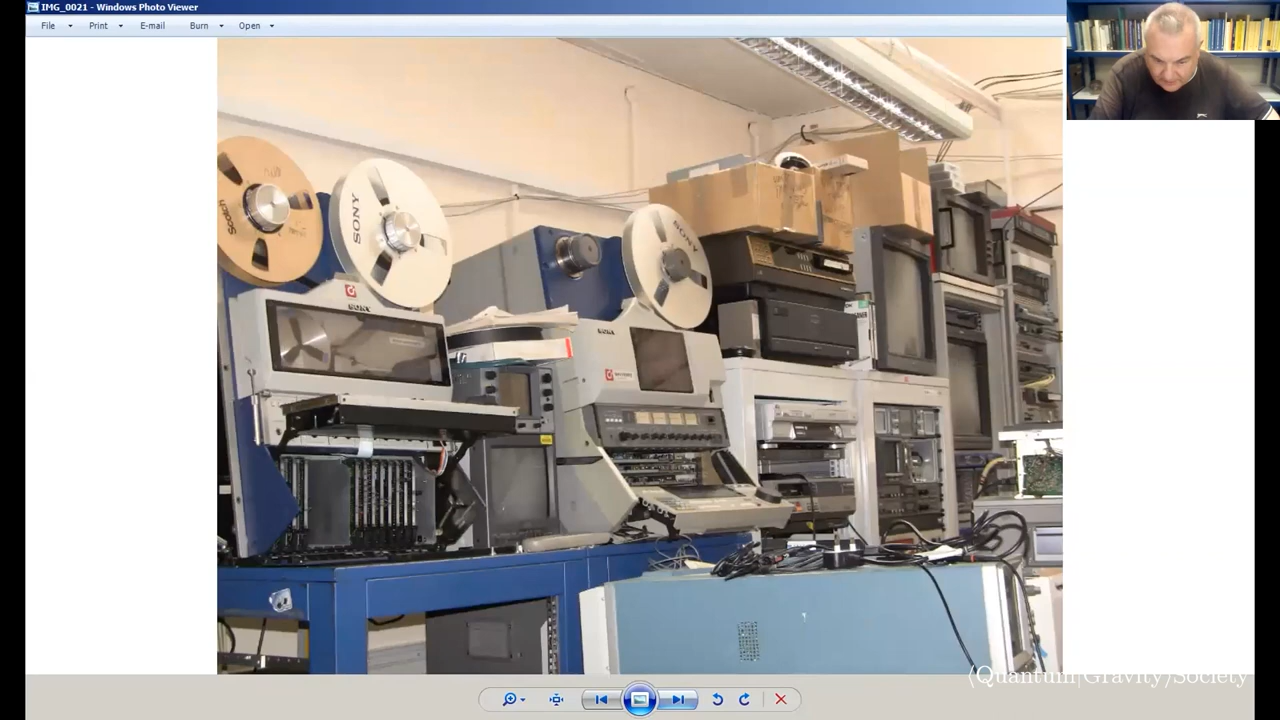 IMG_0021 - Windows Photo Viewer
File Print E-mail Burn Open
Scotch
SONY
SONY
SONY
SONY
⟨Quantum|Gravity⟩Society